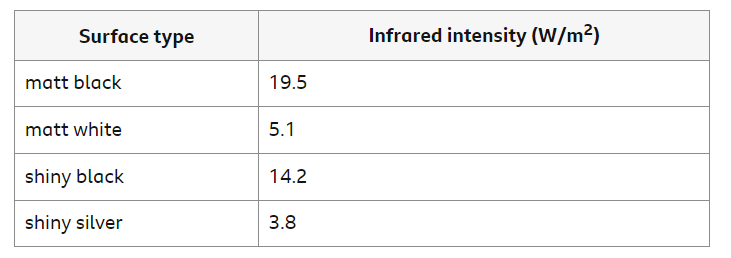 Surface type Infrared intensity (W/m²)
matt black 19.5
matt white 5.1
shiny black 14.2
shiny silver 3.8